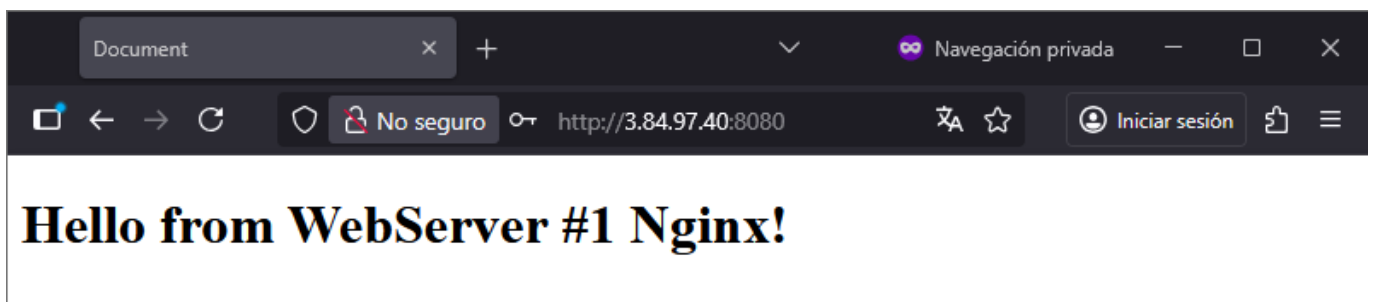 Document
Navegación privada
No seguro
http://3.84.97.40:8080
Iniciar sesión
Hello from WebServer #1 Nginx!